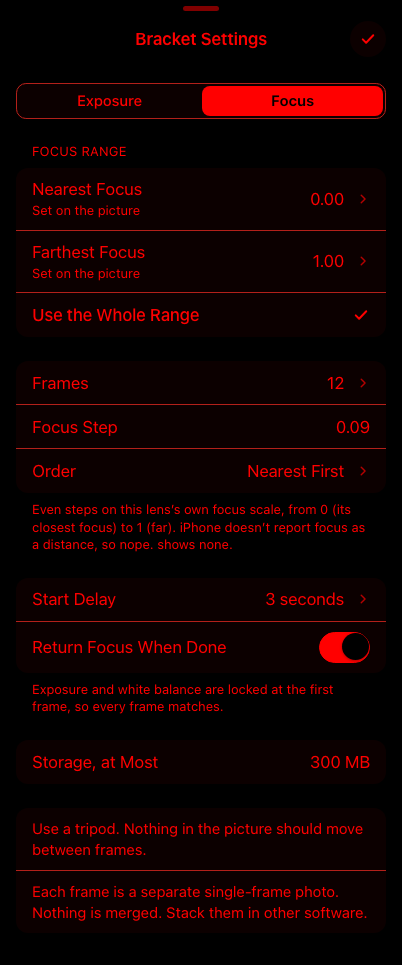 Bracket Settings
Exposure
Focus
FOCUS RANGE
Nearest Focus
Set on the picture
0.00
Farthest Focus
Set on the picture
1.00
Use the Whole Range
Frames
12
Focus Step
0.09
Order
Nearest First
Even steps on this lens's own focus scale, from 0 (its
closest focus) to 1 (far). iPhone doesn't report focus as
a distance, so nope. shows none.
Start Delay
3 seconds
Return Focus When Done
Exposure and white balance are locked at the first
frame, so every frame matches.
Storage, at Most
300 MB
Use a tripod. Nothing in the picture should move
between frames.
Each frame is a separate single-frame photo.
Nothing is merged. Stack them in other software.